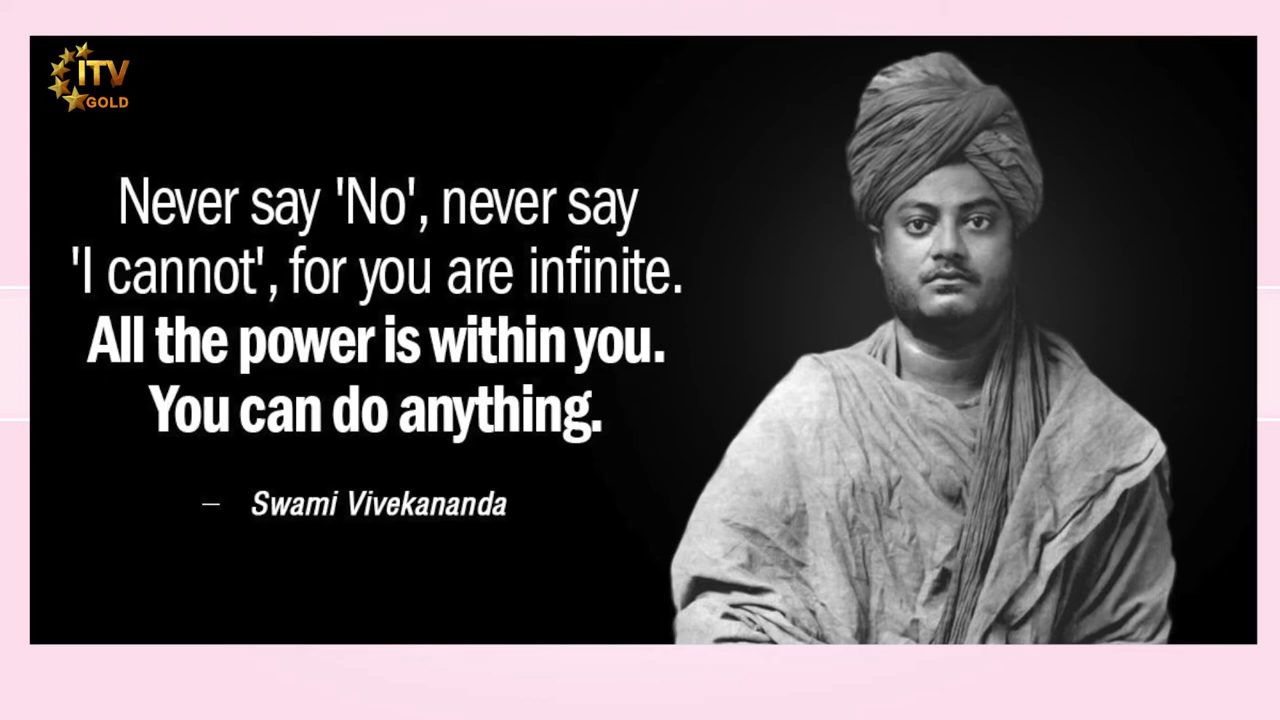 ITV
GOLD
Never say 'No', never say
'I cannot', for you are infinite.
All the power is within you.
You can do anything.
– Swami Vivekananda